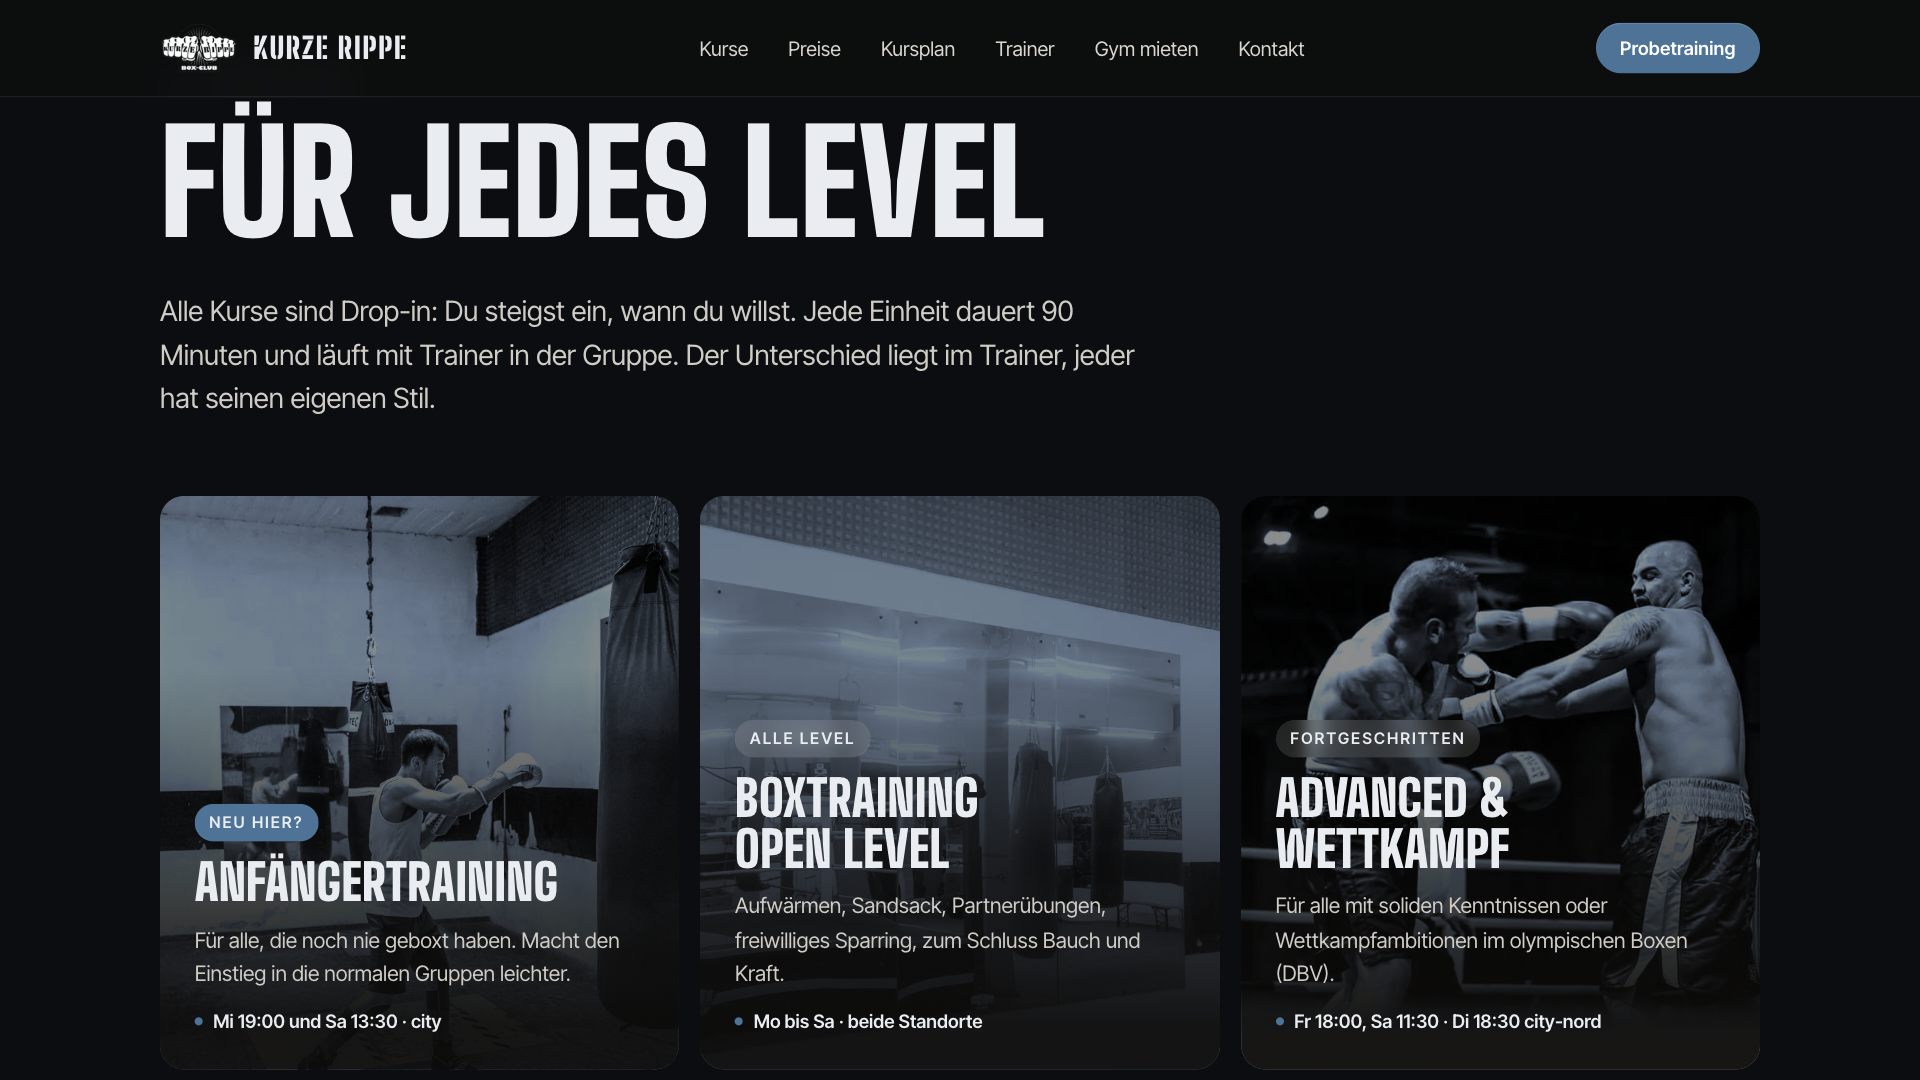 KURZE RIPPE
BOX-CLUB
KURZE RIPPE
Kurse
Preise
Kursplan
Trainer
Gym mieten
Kontakt
Probetraining
FÜR JEDES LEVEL
Alle Kurse sind Drop-in: Du steigst ein, wann du willst. Jede Einheit dauert 90
Minuten und läuft mit Trainer in der Gruppe. Der Unterschied liegt im Trainer, jeder
hat seinen eigenen Stil.
NEU HIER?
ANFÄNGERTRAINING
Für alle, die noch nie geboxt haben. Macht den
Einstieg in die normalen Gruppen leichter.
Mi 19:00 und Sa 13:30 · city
ALLE LEVEL
BOXTRAINING
OPEN LEVEL
Aufwärmen, Sandsack, Partnerübungen,
freiwilliges Sparring, zum Schluss Bauch und
Kraft.
Mo bis Sa · beide Standorte
FORTGESCHRITTEN
ADVANCED &
WETTKAMPF
Für alle mit soliden Kenntnissen oder
Wettkampfambitionen im olympischen Boxen
(DBV).
Fr 18:00, Sa 11:30 · Di 18:30 city-nord